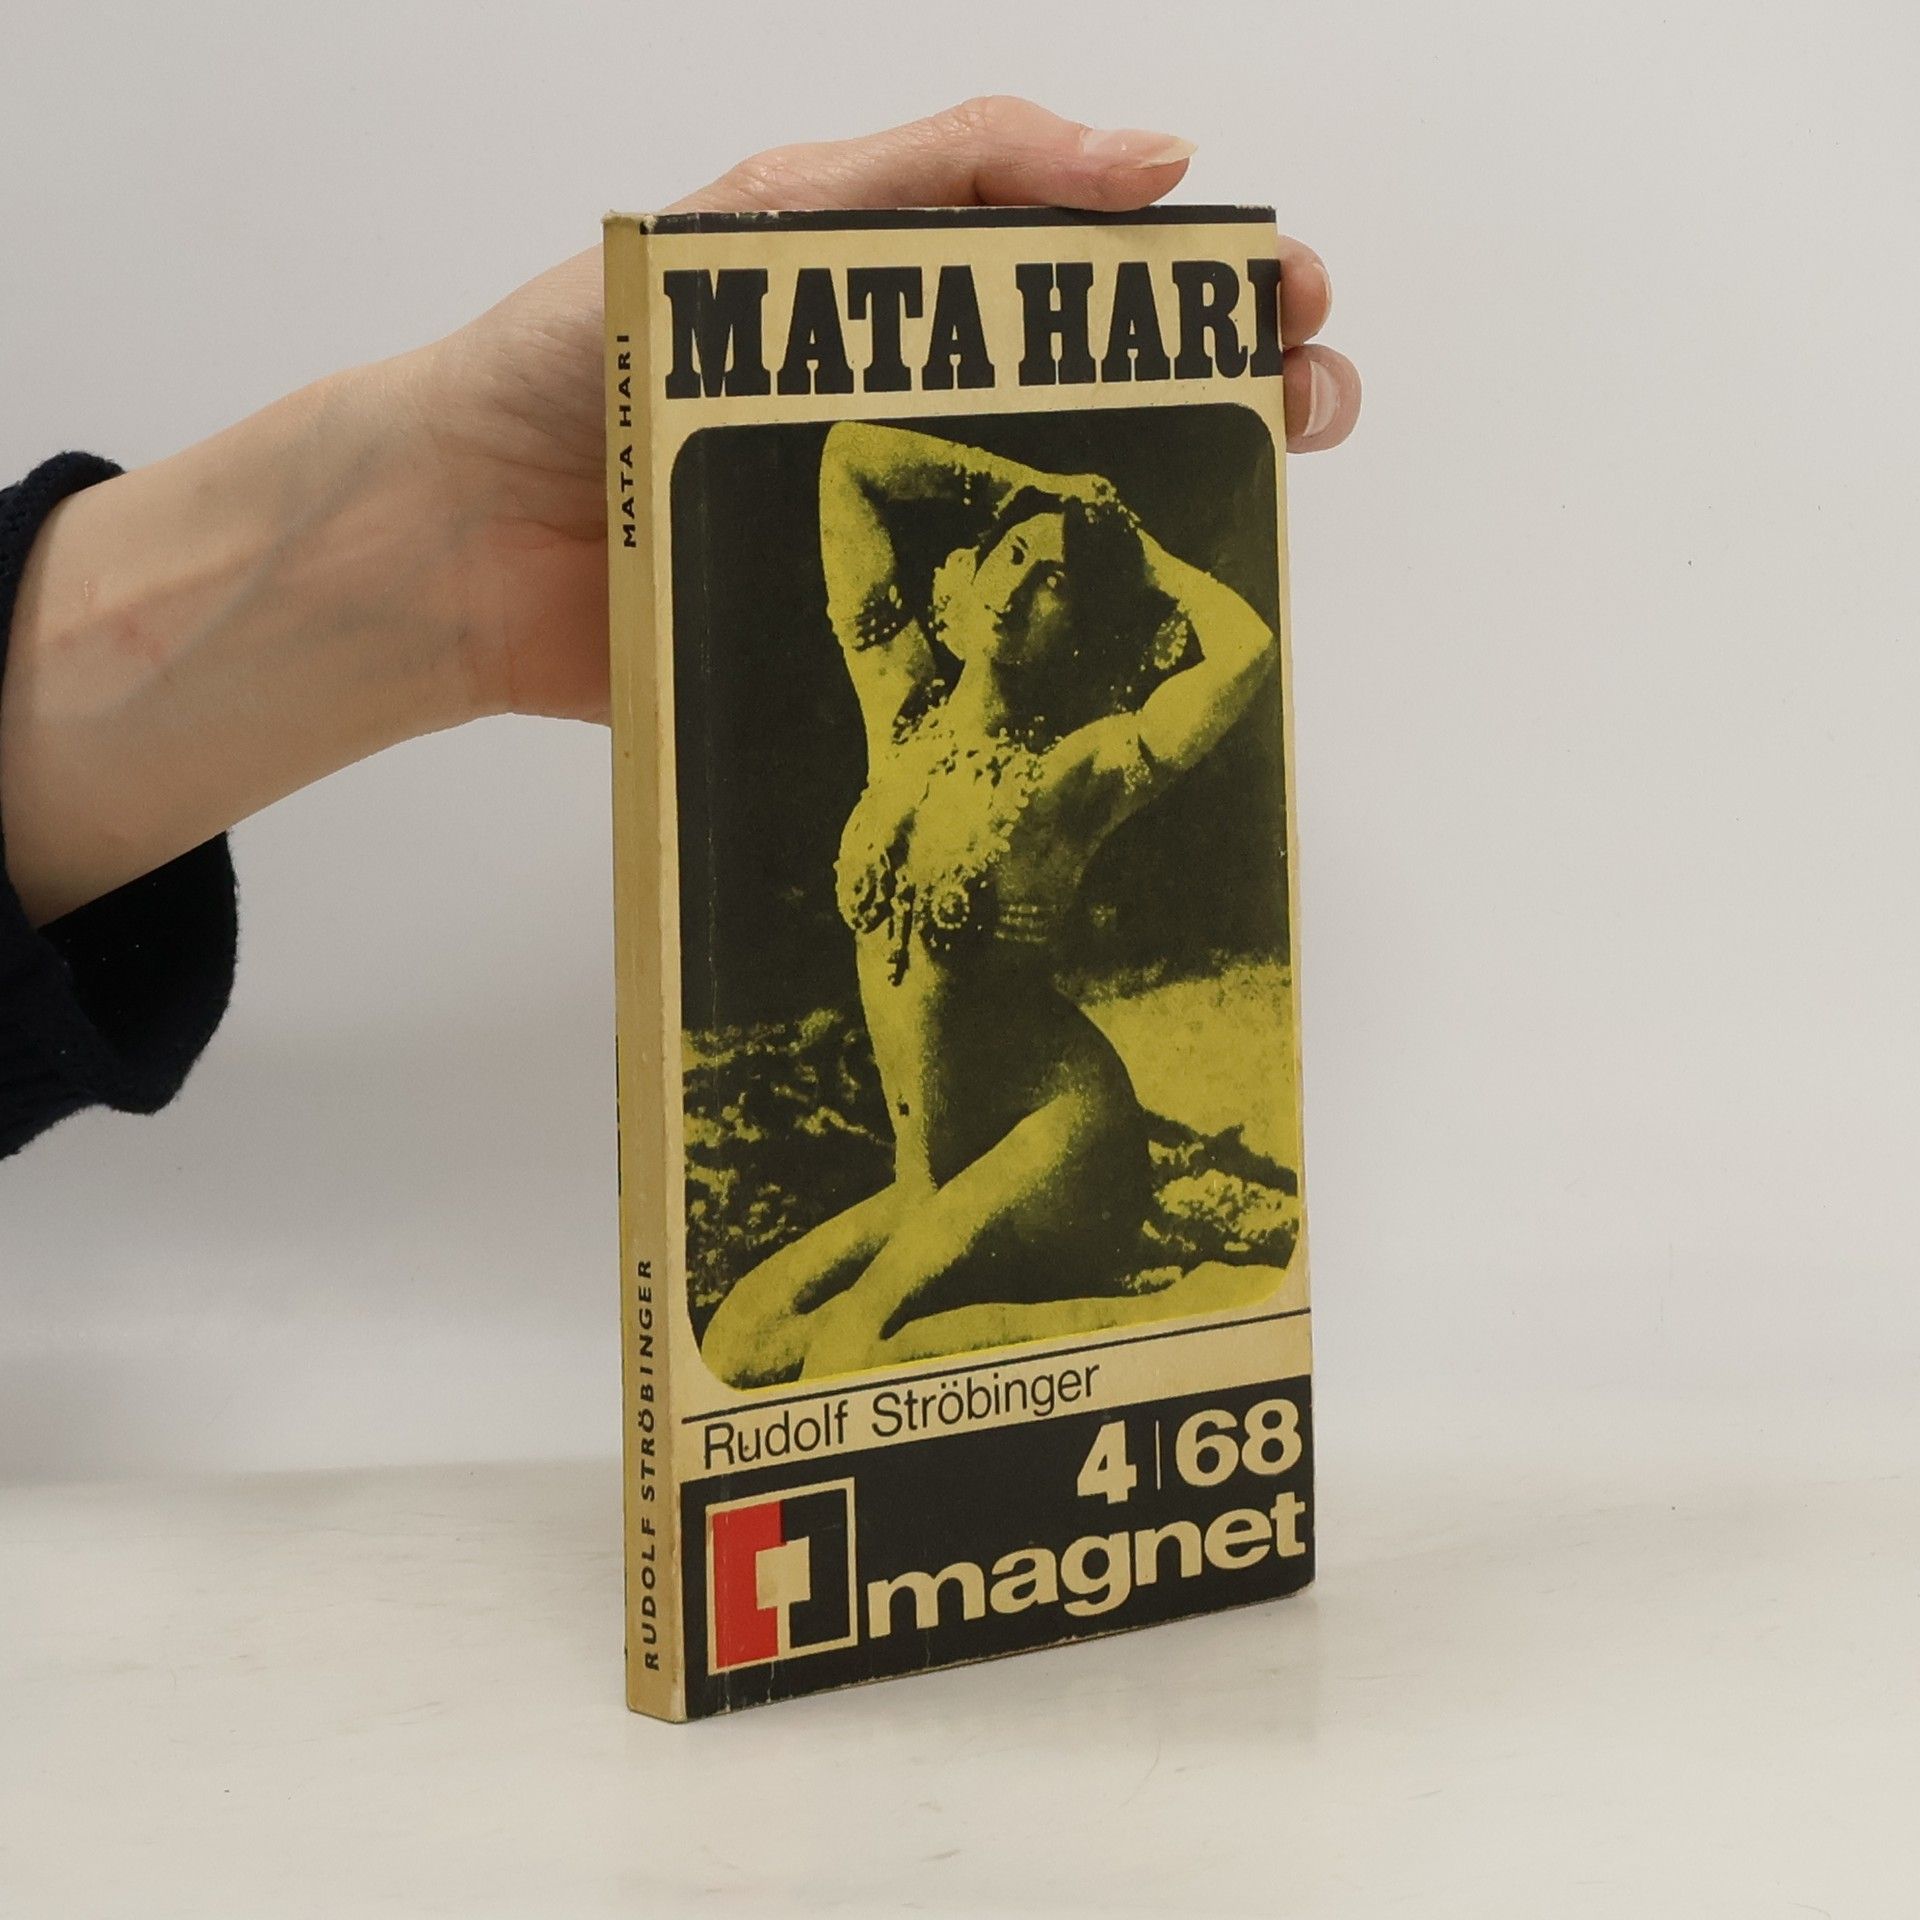 MATA HARI
MATA HARI
Rudolf Ströbinger
RUDOLF STRÖBINGER
4|68
magnet